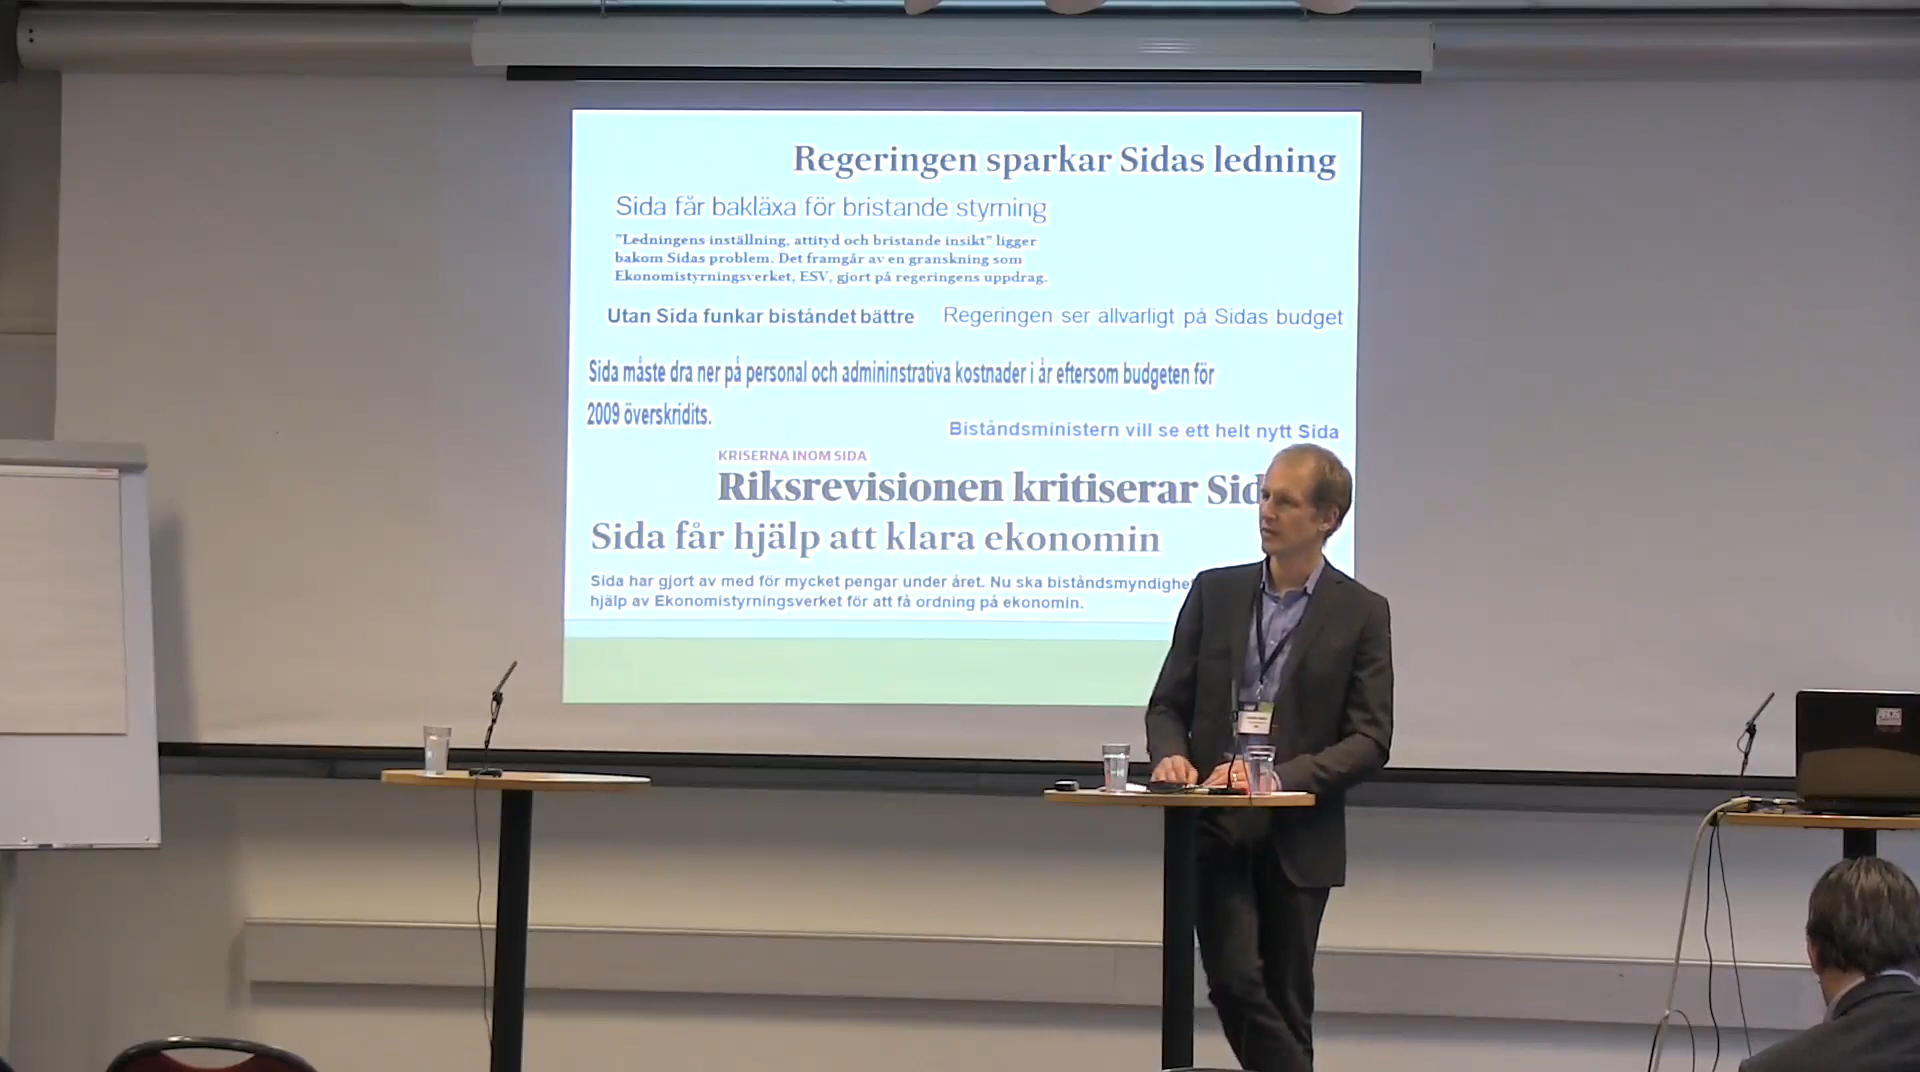 Regeringen sparkar Sidas ledning
Sida får bakläxa för bristande styrning
"Ledningens inställning, attityd och bristande insikt" ligger
bakom Sidas problem. Det framgår av en granskning som
Ekonomistyrningsverket, ESV, gjort på regeringens uppdrag.
Utan Sida funkar biståndet bättre
Regeringen ser allvarligt på Sidas budget
Sida måste dra ner på personal och admininstrativa kostnader i år eftersom budgeten för
2009 överskridits.
Biståndsministern vill se ett helt nytt Sida
KRISERNA INOM SIDA
Riksrevisionen kritiserar Sid
Sida får hjälp att klara ekonomin
Sida har gjort av med för mycket pengar under året. Nu ska biståndsmyndighet
hjälp av Ekonomistyrningsverket för att få ordning på ekonomin.